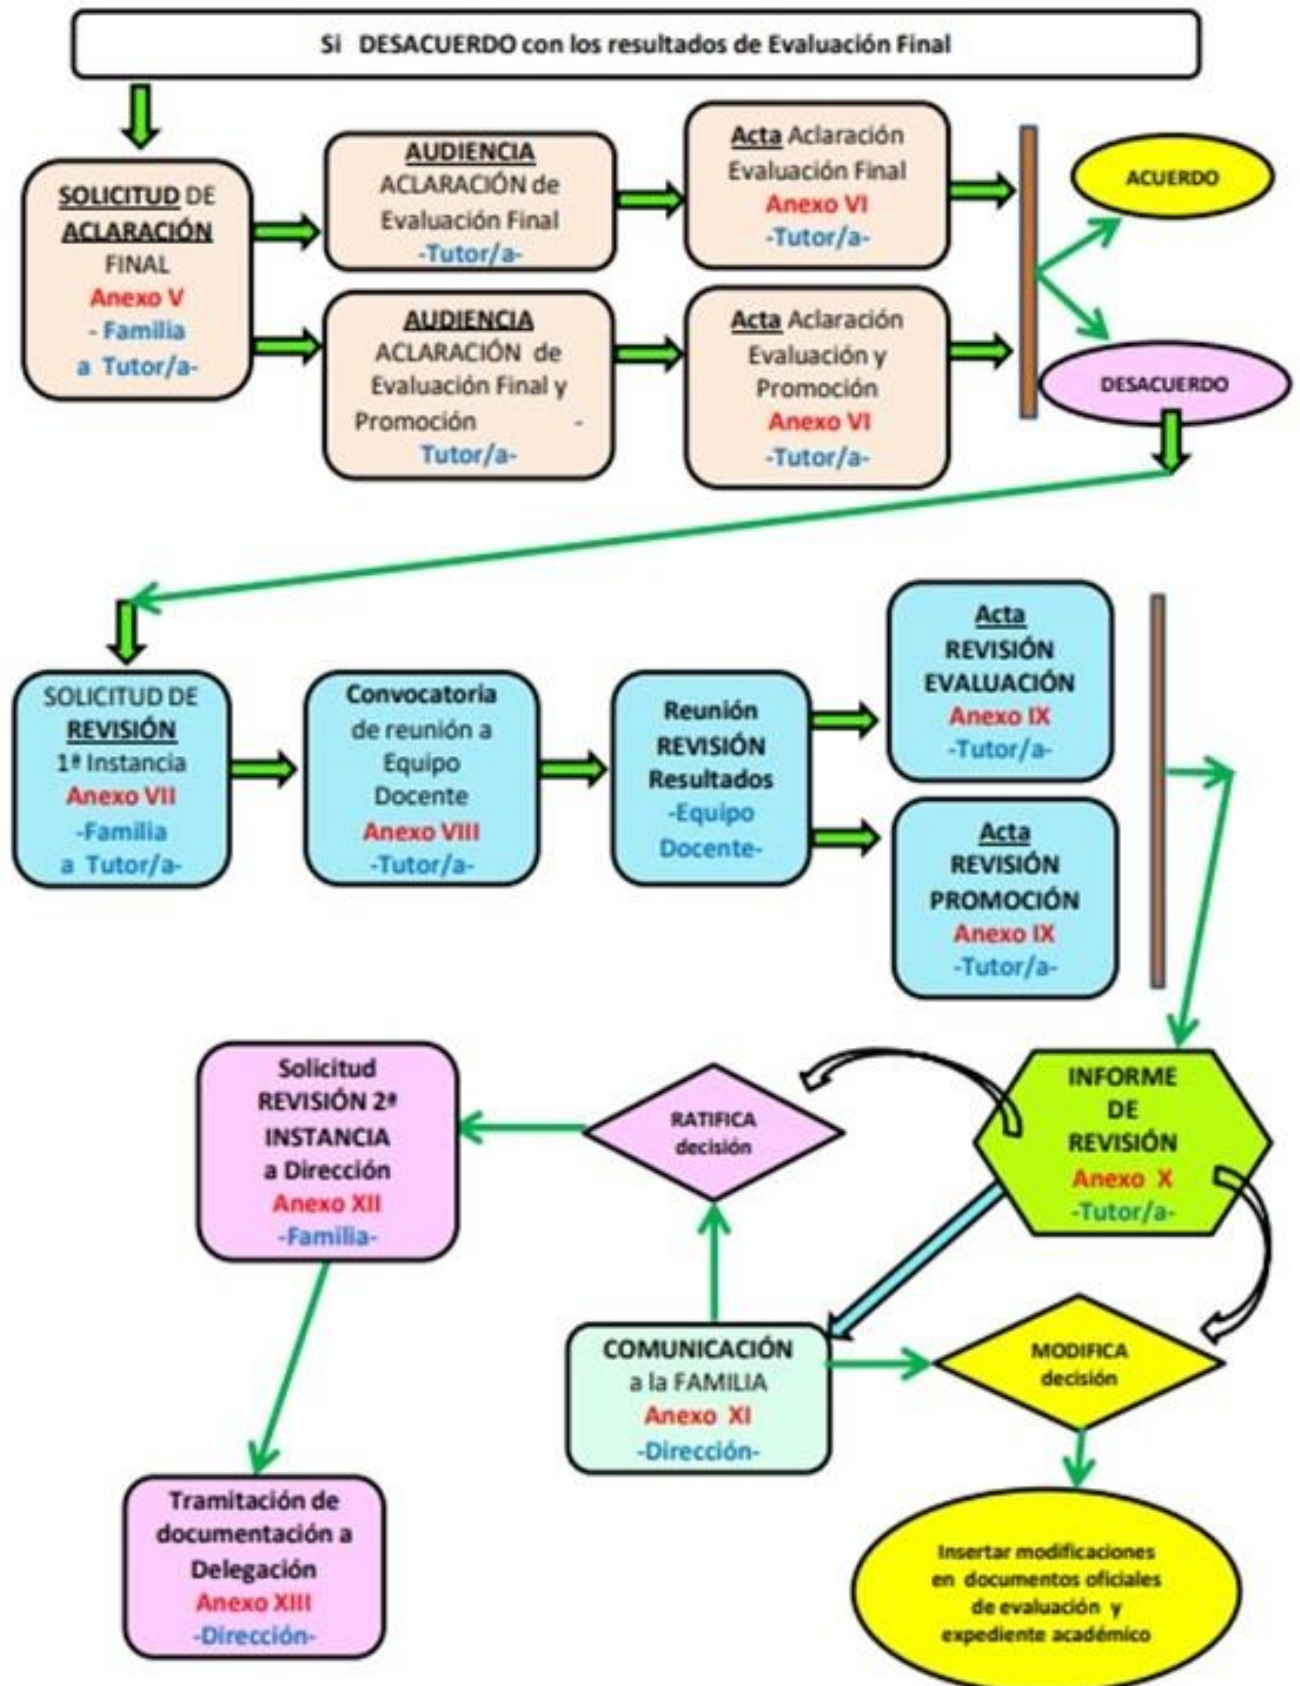 Si DESACUERDO con los resultados de Evaluación Final
SOLICITUD DE
ACLARACIÓN
FINAL
Anexo V
- Familia
a Tutor/a-
AUDIENCIA
ACLARACIÓN de
Evaluación Final
-Tutor/a-
Acta Aclaración
Evaluación Final
Anexo VI
-Tutor/a-
AUDIENCIA
ACLARACIÓN de
Evaluación Final y
Promoción -
Tutor/a-
Acta Aclaración
Evaluación y
Promoción
Anexo VI
-Tutor/a-
ACUERDO
DESACUERDO
SOLICITUD DE
REVISIÓN
1ª Instancia
Anexo VII
-Familia
a Tutor/a-
Convocatoria
de reunión a
Equipo
Docente
Anexo VIII
-Tutor/a-
Reunión
REVISIÓN
Resultados
-Equipo
Docente-
Acta
REVISIÓN
EVALUACIÓN
Anexo IX
-Tutor/a-
Acta
REVISIÓN
PROMOCIÓN
Anexo IX
-Tutor/a-
INFORME
DE
REVISIÓN
Anexo X
-Tutor/a-
RATIFICA
decisión
Solicitud
REVISIÓN 2ª
INSTANCIA
a Dirección
Anexo XII
-Familia-
COMUNICACIÓN
a la FAMILIA
Anexo XI
-Dirección-
MODIFICA
decisión
Tramitación de
documentación a
Delegación
Anexo XIII
-Dirección-
Insertar modificaciones
en documentos oficiales
de evaluación y
expediente académico